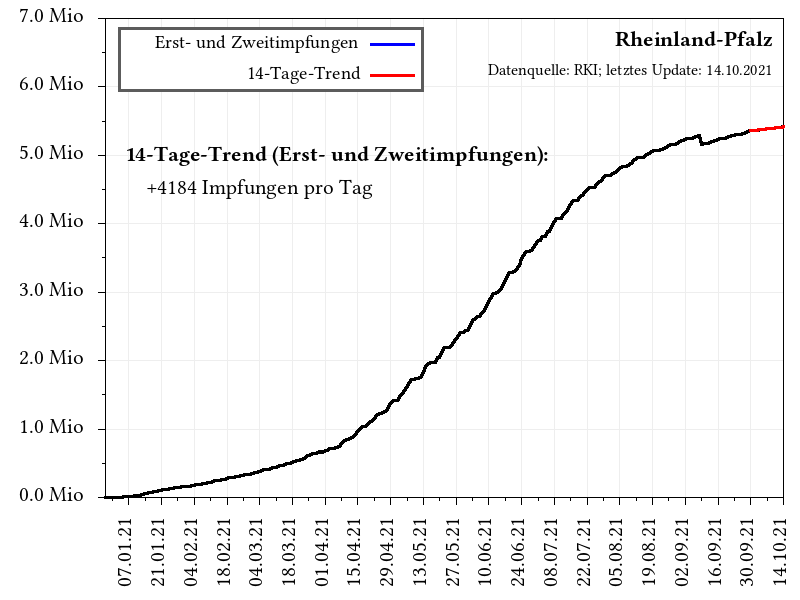 7.0 Mio
6.0 Mio
5.0 Mio
4.0 Mio
3.0 Mio
2.0 Mio
1.0 Mio
0.0 Mio
Erst- und Zweitimpfungen
14-Tage-Trend
Rheinland-Pfalz
Datenquelle: RKI; letztes Update: 14.10.2021
14-Tage-Trend (Erst- und Zweitimpfungen):
+4184 Impfungen pro Tag
07.01.21
21.01.21
04.02.21
18.02.21
04.03.21
18.03.21
01.04.21
15.04.21
29.04.21
13.05.21
27.05.21
10.06.21
24.06.21
08.07.21
22.07.21
05.08.21
19.08.21
02.09.21
16.09.21
30.09.21
14.10.21